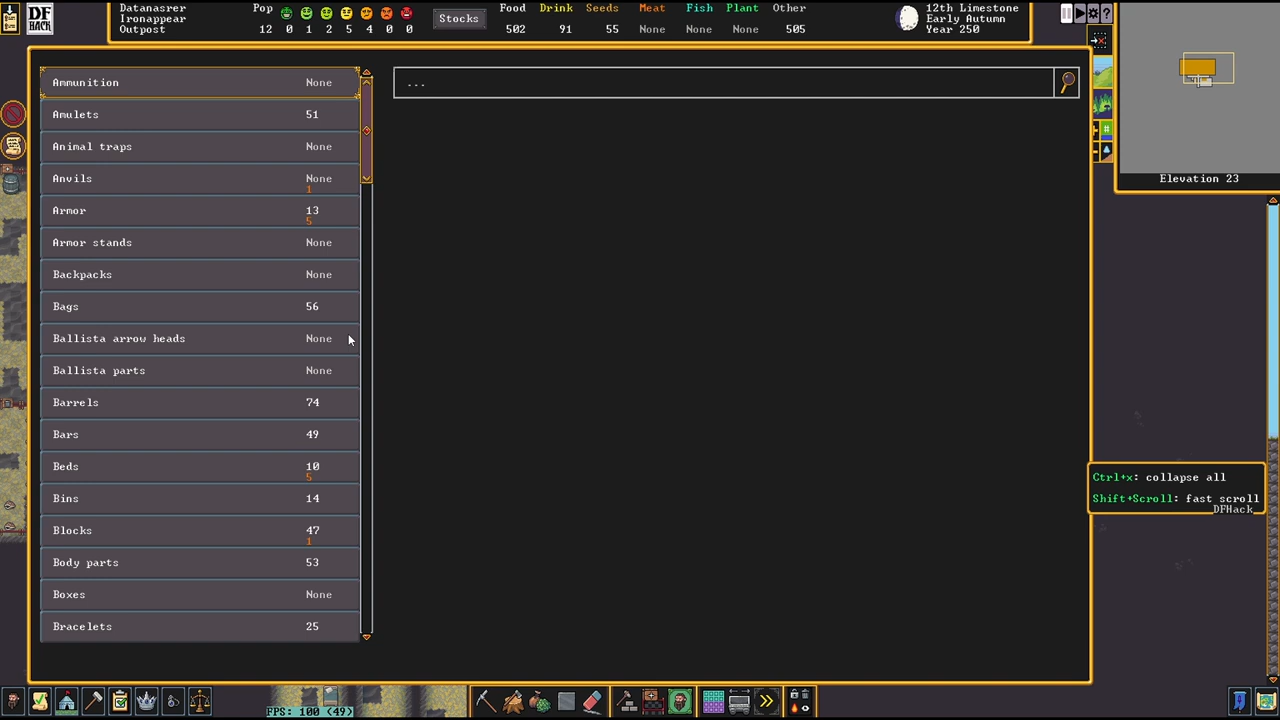 Datanasrer
Ironappear
Outpost
Pop
12 0 1 2 5 4 0 0
Stocks
Food Drink Seeds Meat Fish Plant Other
502 91 55 None None None 505
12th Limestone
Early Autumn
Year 250
DF
HACK
Elevation 23
...
Ammunition None
Amulets 51
Animal traps None
Anvils None
1
Armor 13
5
Armor stands None
Backpacks None
Bags 56
Ballista arrow heads None
Ballista parts None
Barrels 74
Bars 49
Beds 10
5
Bins 14
Blocks 47
1
Body parts 53
Boxes None
Bracelets 25
Ctrl+x: collapse all
Shift+Scroll: fast scroll
DFHack
FPS: 100 (49)